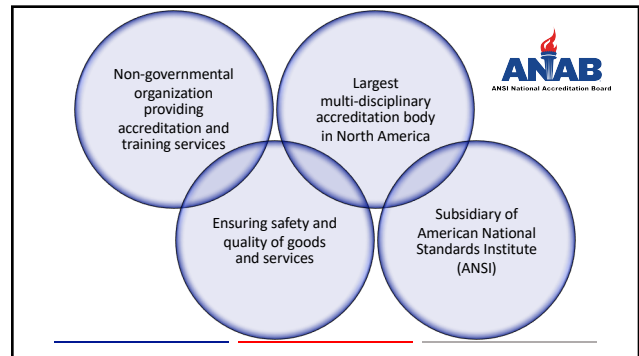 Non-governmental
organization
providing
accreditation and
training services
Largest
multi-disciplinary
accreditation body
in North America
ANAB
ANSI National Accreditation Board
Ensuring safety and
quality of goods
and services
Subsidiary of
American National
Standards Institute
(ANSI)